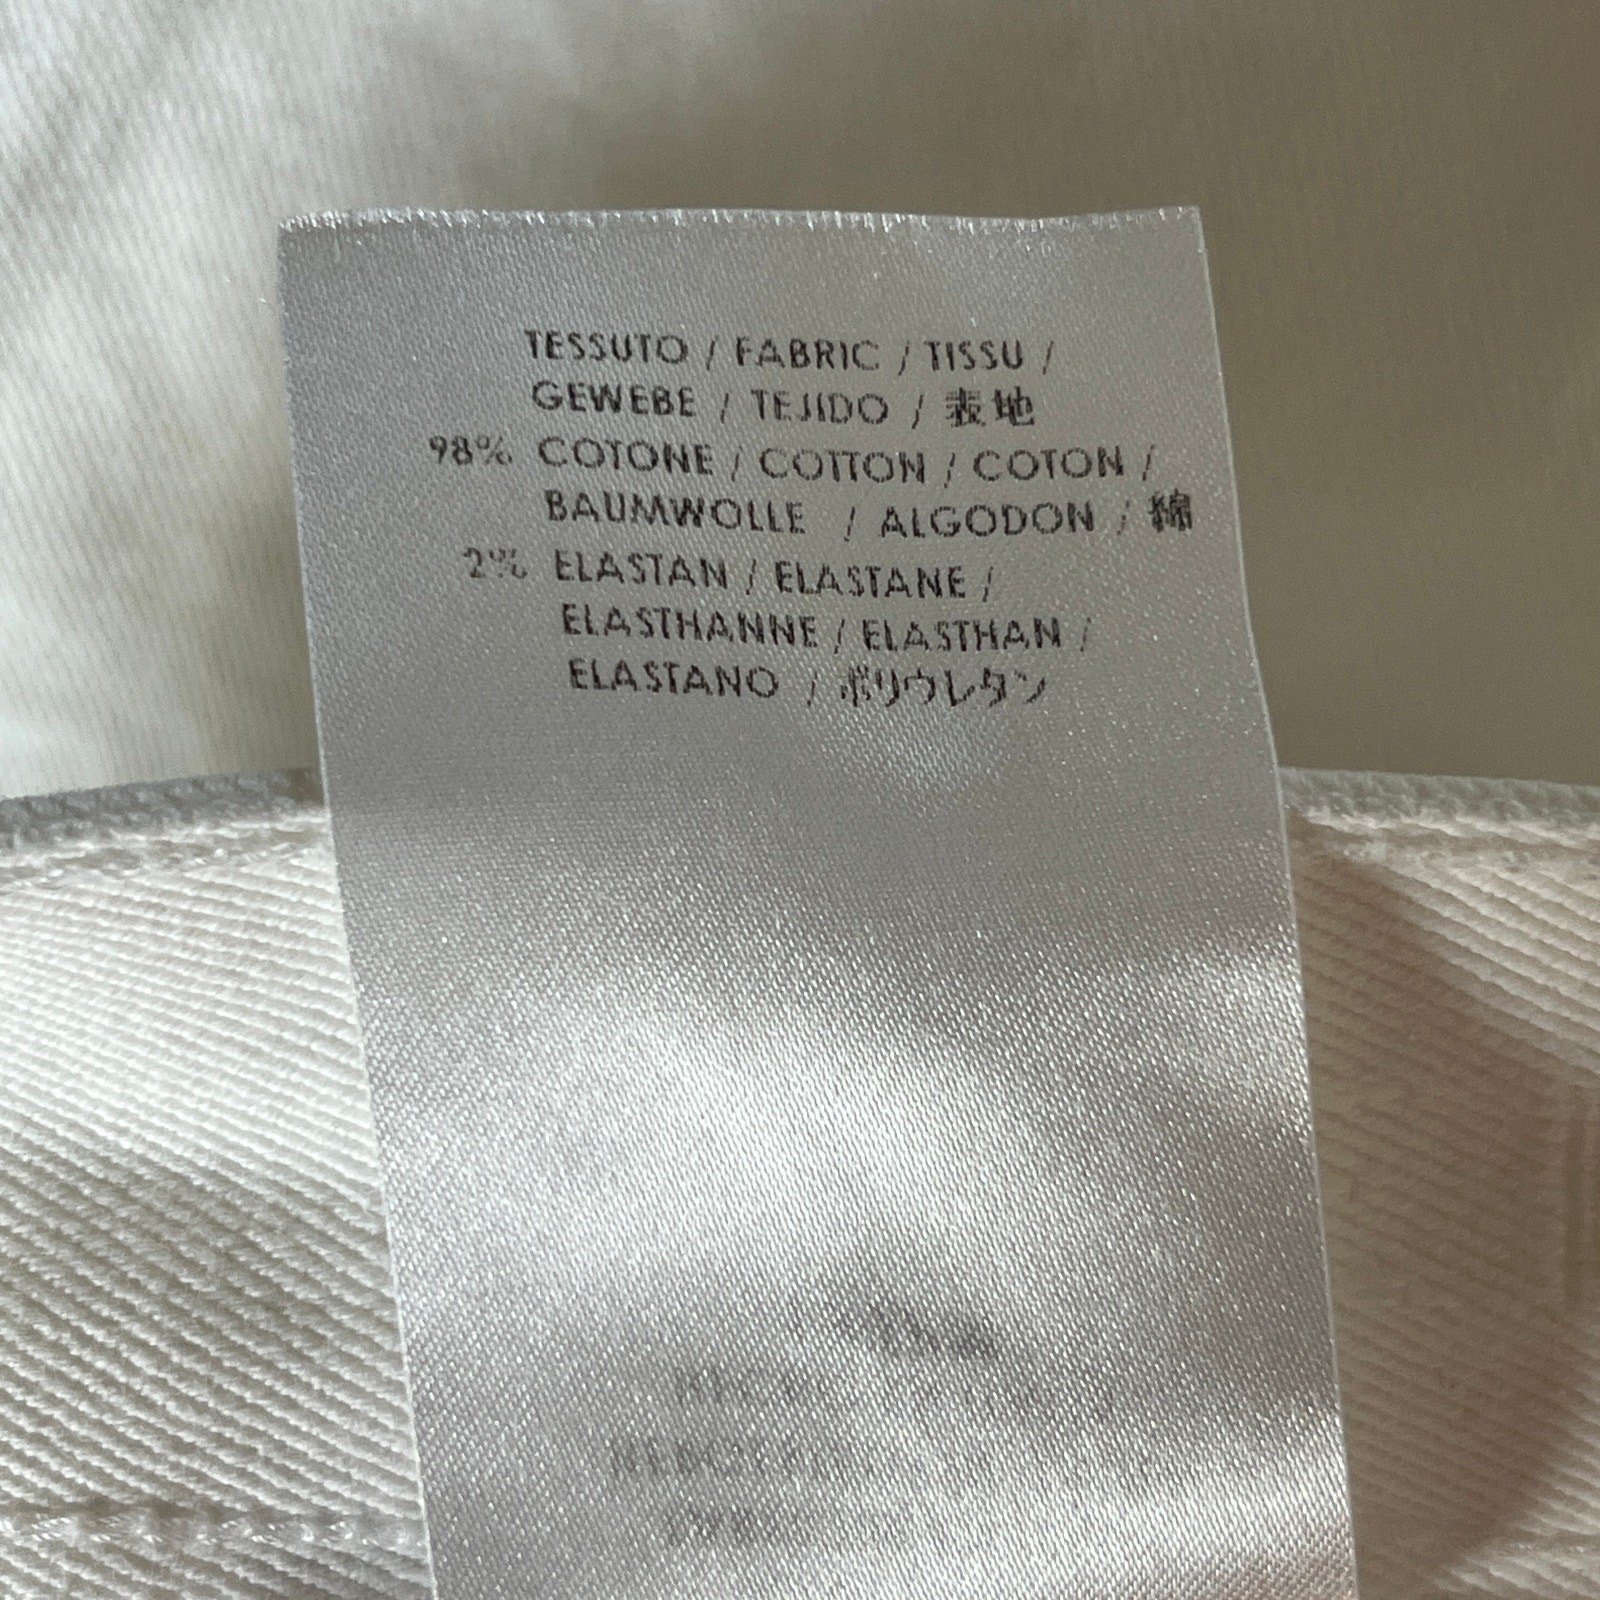 TESSUTO / FABRIC / TISSU /
GEWEBE / TEJIDO / 表地
98% COTONE / COTTON / COTON /
BAUMWOLLE / ALGODON / 綿
2% ELASTAN / ELASTANE /
ELASTHANNE / ELASTHAN /
ELASTANO / ポリウレタン